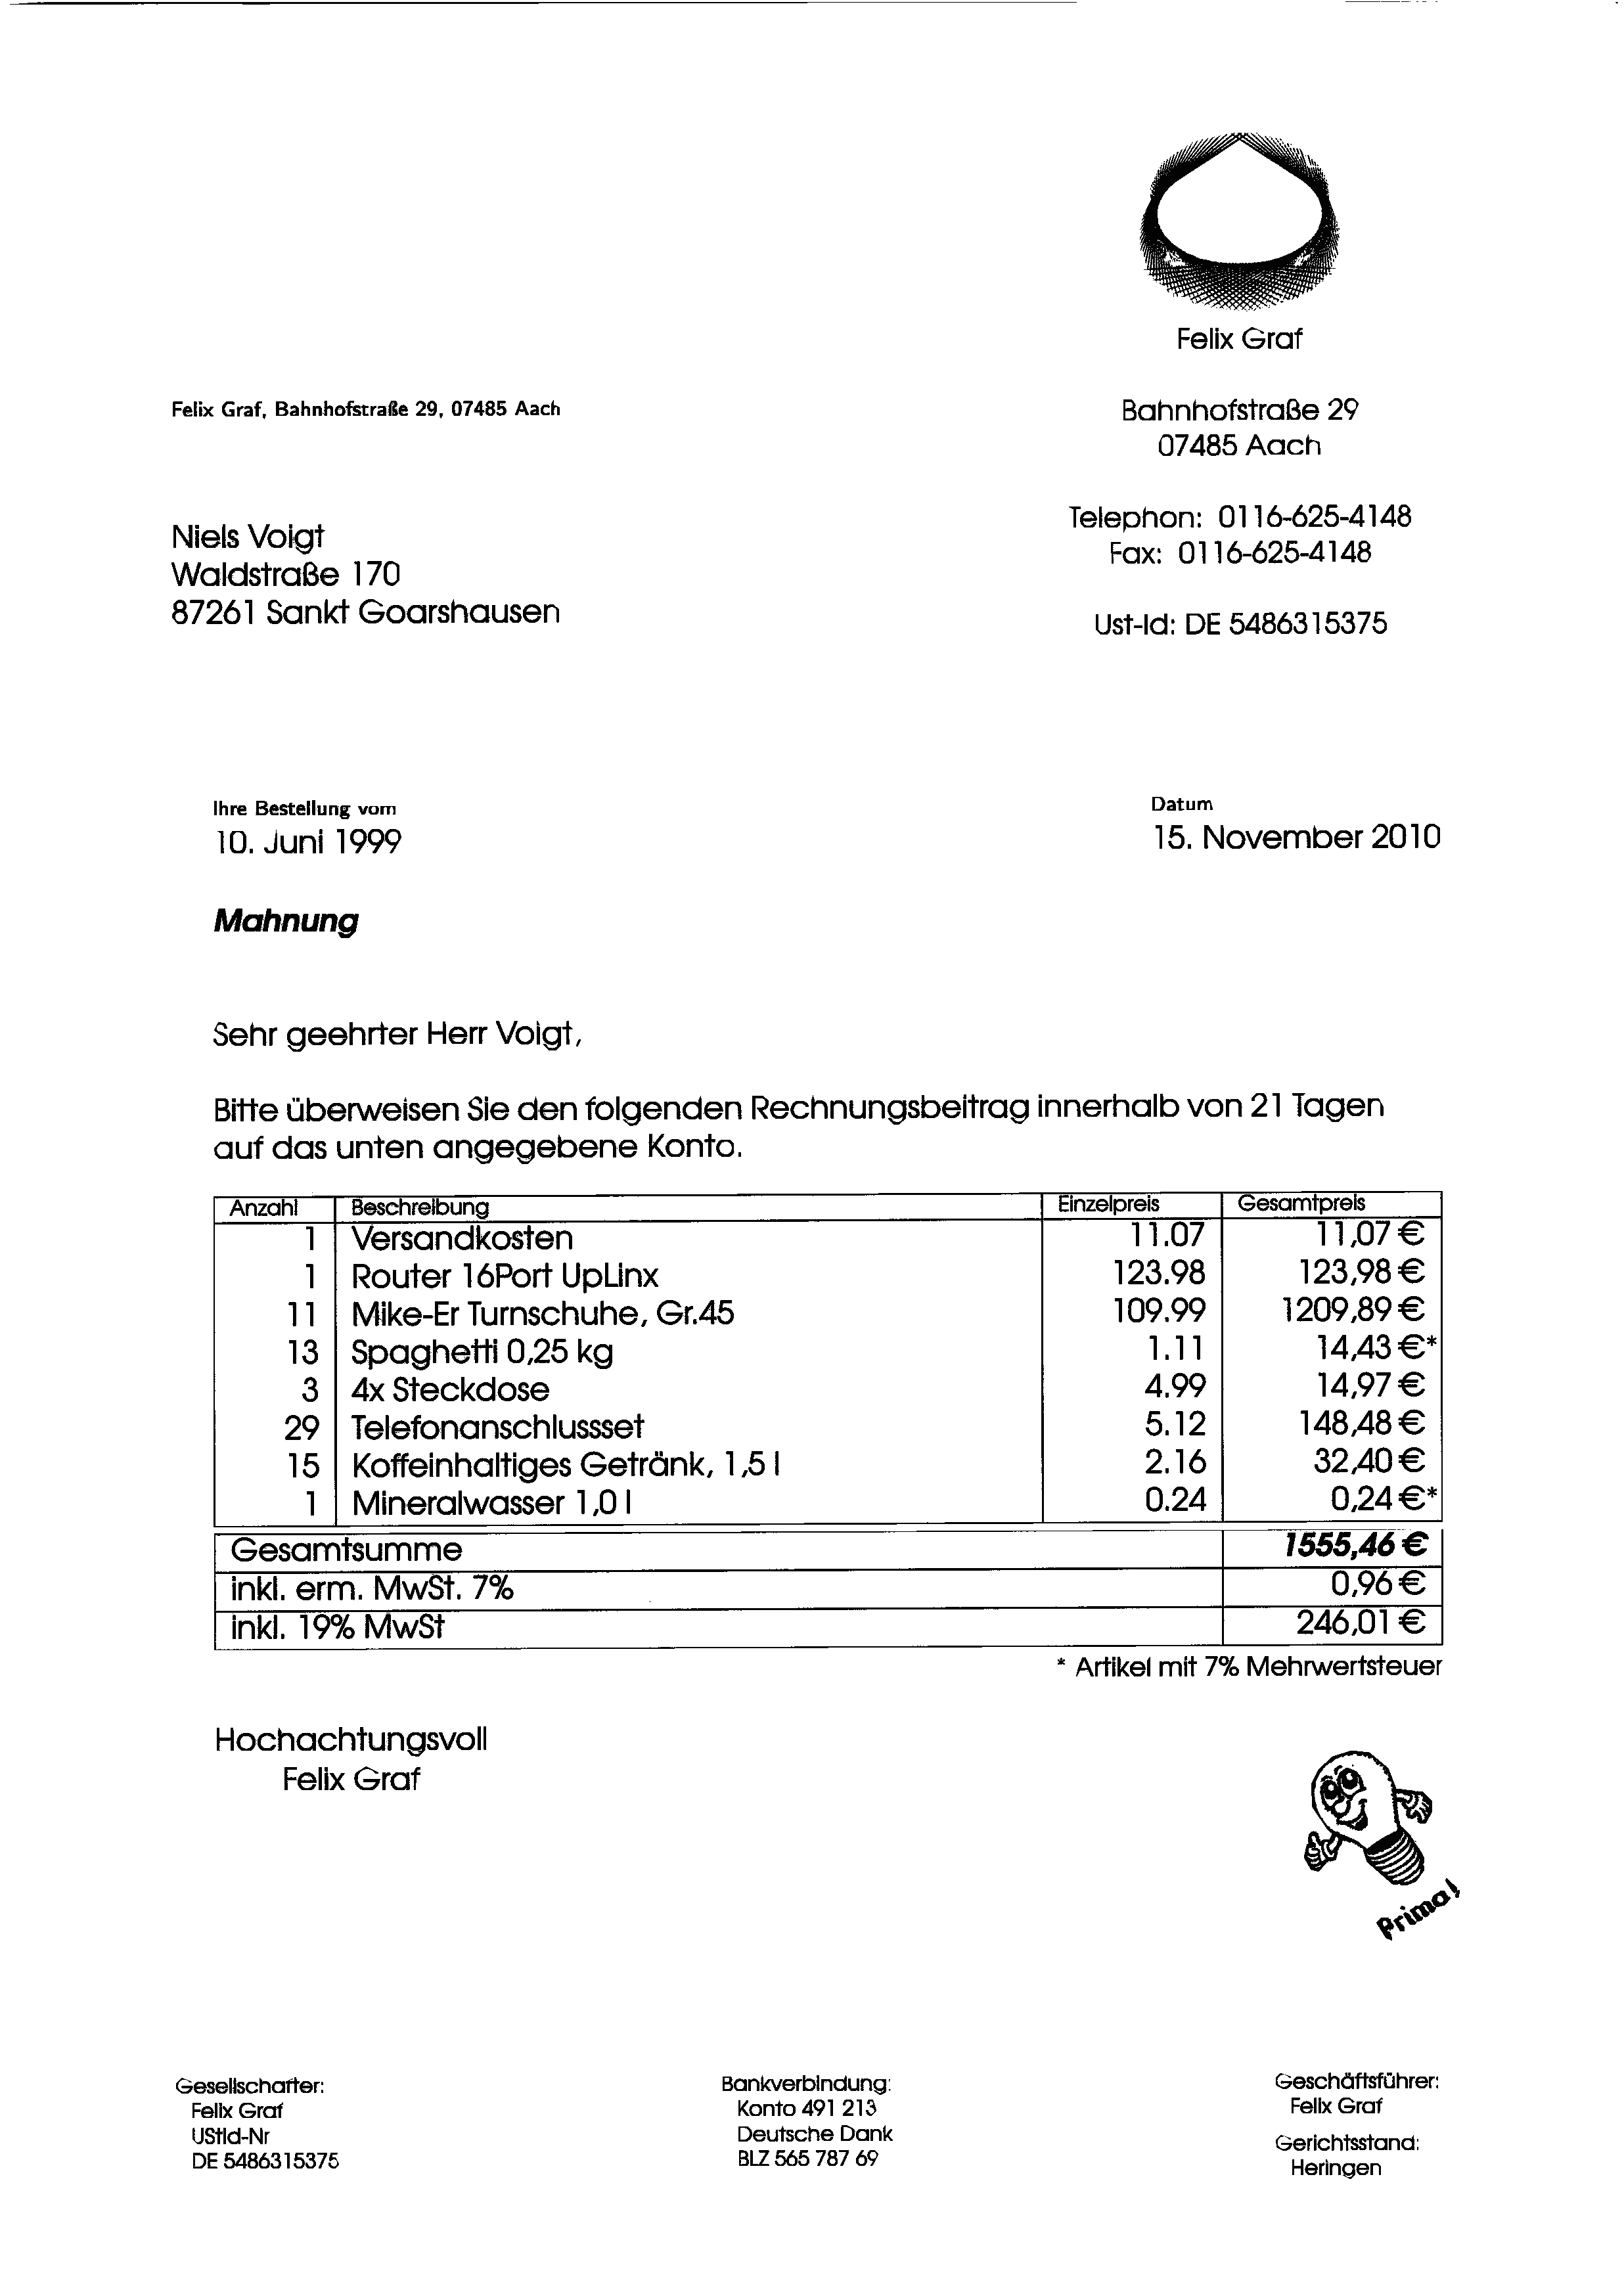 Felix Graf
Felix Graf, Bahnhofstraße 29, 07485 Aach
Bahnhofstraße 29
07485 Aach
Telephon: 0116-625-4148
Fax: 0116-625-4148
Ust-Id: DE 5486315375
Niels Voigt
Waldstraße 170
87261 Sankt Goarshausen
Ihre Bestellung vom
10. Juni 1999
Datum
15. November 2010
Mahnung
Sehr geehrter Herr Voigt,
Bitte überweisen Sie den folgenden Rechnungsbeitrag innerhalb von 21 Tagen
auf das unten angegebene Konto.
Anzahl Beschreibung Einzelpreis Gesamtpreis
1 Versandkosten 11.07 11,07 €
1 Router 16Port UpLinx 123.98 123,98 €
11 Mike-Er Turnschuhe, Gr.45 109.99 1209,89 €
13 Spaghetti 0,25 kg 1.11 14,43 €*
3 4x Steckdose 4.99 14,97 €
29 Telefonanschlussset 5.12 148,48 €
15 Koffeinhaltiges Getränk, 1,5 l 2.16 32,40 €
1 Mineralwasser 1,0 l 0.24 0,24 €*
Gesamtsumme 1555,46 €
inkl. erm. MwSt. 7% 0,96 €
inkl. 19% MwSt 246,01 €
* Artikel mit 7% Mehrwertsteuer
Hochachtungsvoll
Felix Graf
Prima!
Gesellschafter:
Felix Graf
UStId-Nr
DE 5486315375
Bankverbindung:
Konto 491 213
Deutsche Dank
BLZ 565 787 69
Geschäftsführer:
Felix Graf
Gerichtsstand:
Heringen